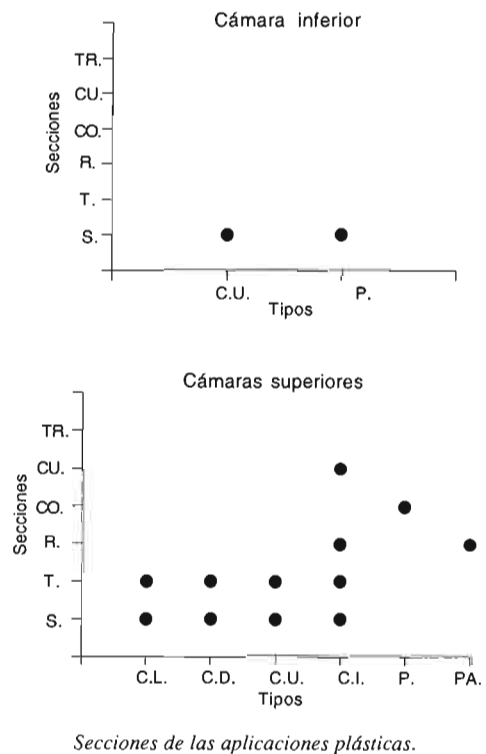 Cámara inferior
Secciones
TR.
CU.
CO.
R.
T.
S.
C.U. P.
Tipos
Cámaras superiores
Secciones
TR.
CU.
CO.
R.
T.
S.
C.L. C.D. C.U. C.I. P. PA.
Tipos
Secciones de las aplicaciones plásticas.